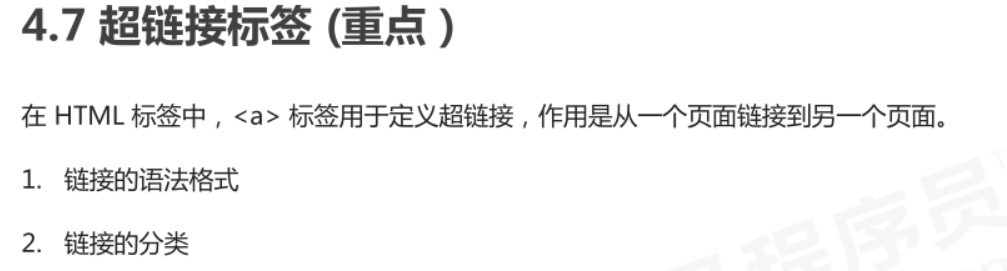 4.7 超链接标签 (重点 )
在 HTML 标签中，<a> 标签用于定义超链接，作用是从一个页面链接到另一个页面。
1. 链接的语法格式
2. 链接的分类
程序员